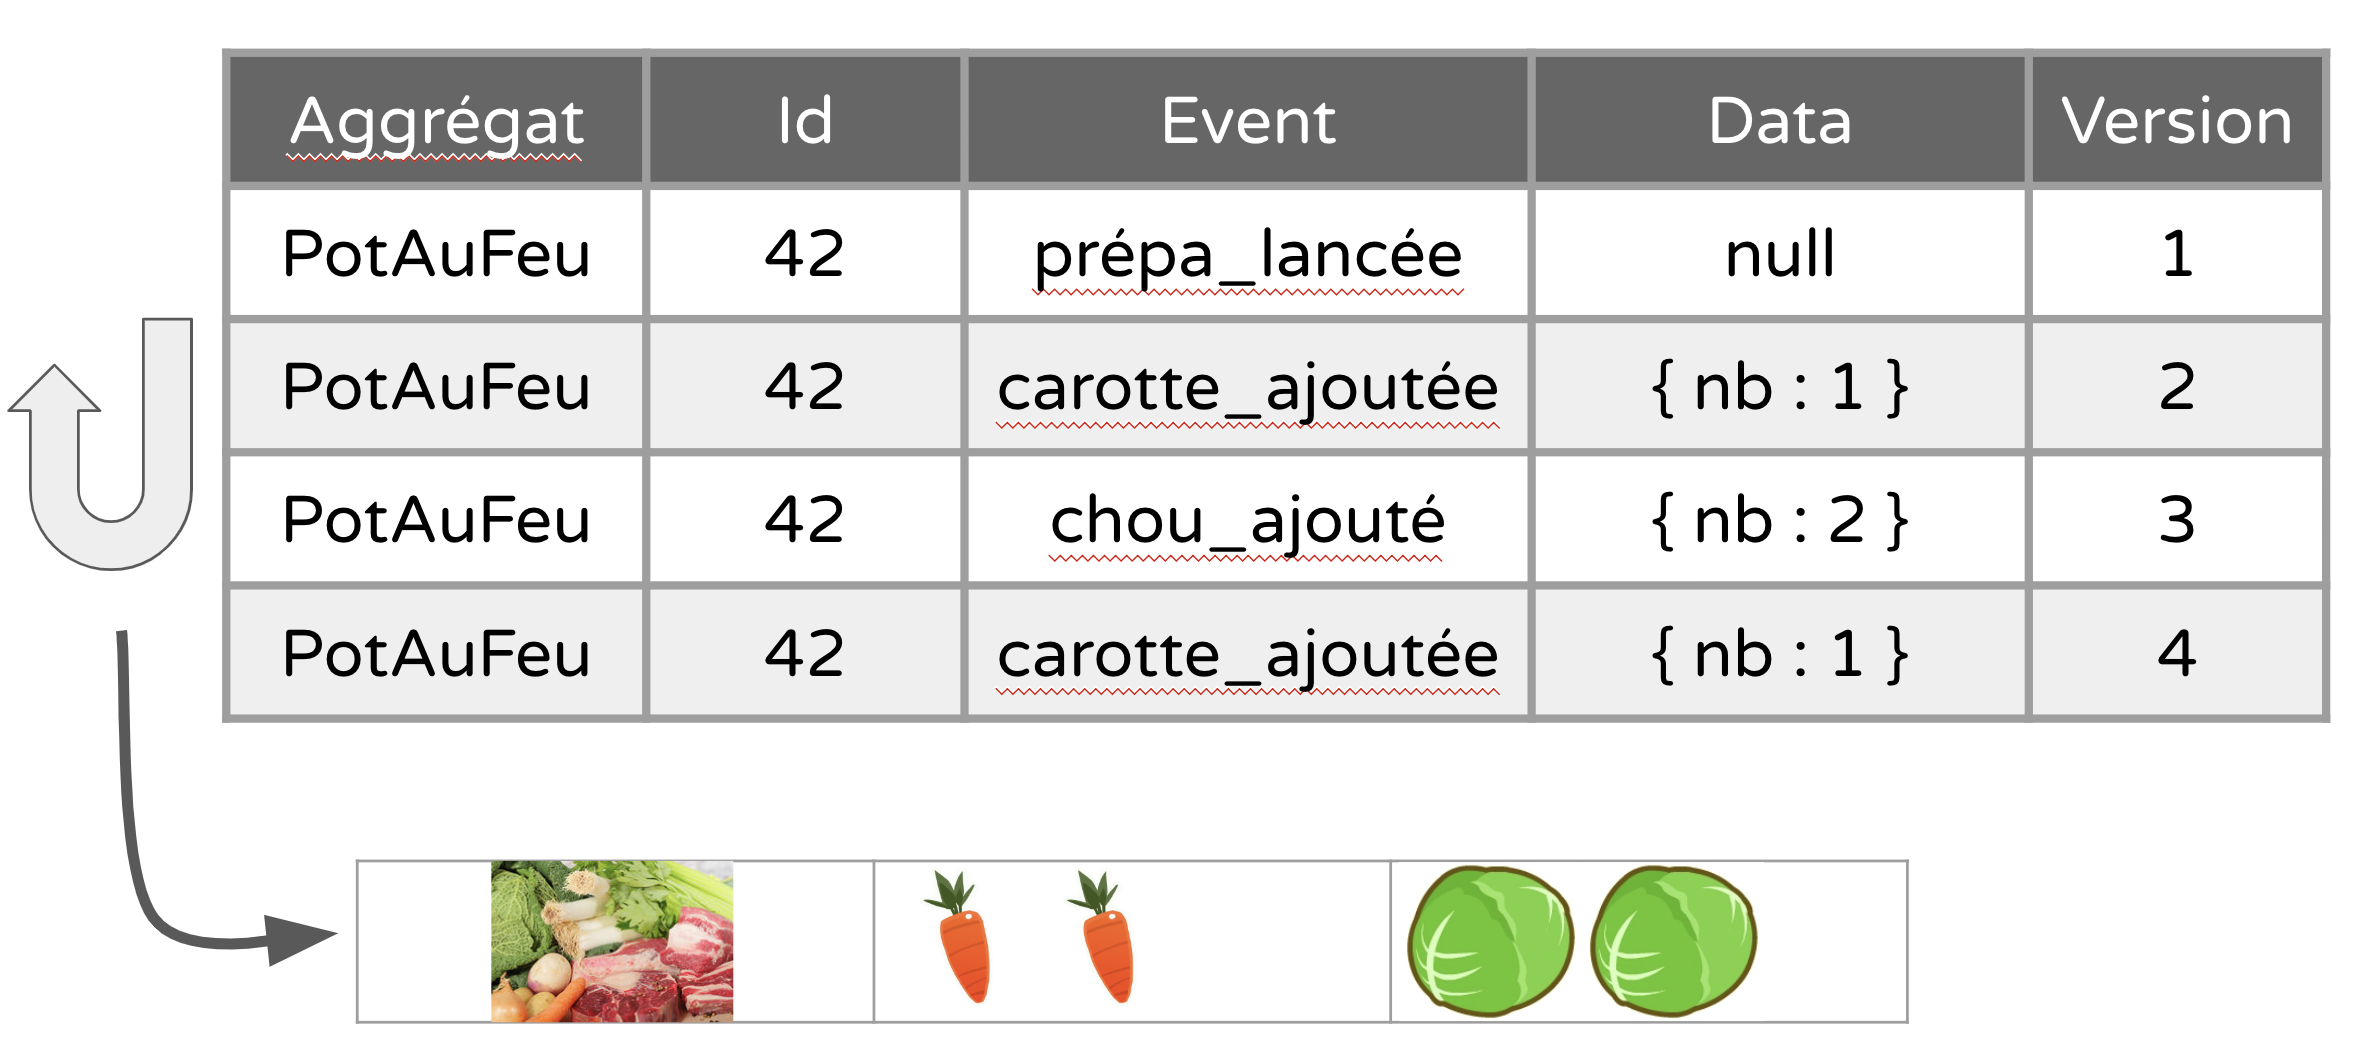 Aggrégat Id Event Data Version
PotAuFeu 42 prépa_lancée null 1
PotAuFeu 42 carotte_ajoutée { nb : 1 } 2
PotAuFeu 42 chou_ajouté { nb : 2 } 3
PotAuFeu 42 carotte_ajoutée { nb : 1 } 4